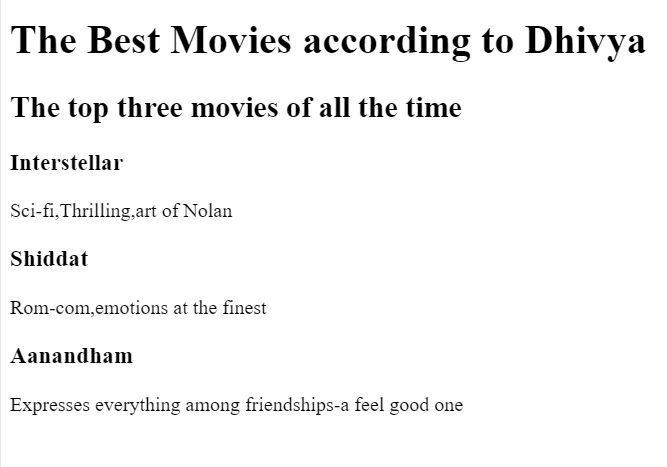 The Best Movies according to Dhivya
The top three movies of all the time
Interstellar
Sci-fi,Thrilling,art of Nolan
Shiddat
Rom-com,emotions at the finest
Aanandham
Expresses everything among friendships-a feel good one